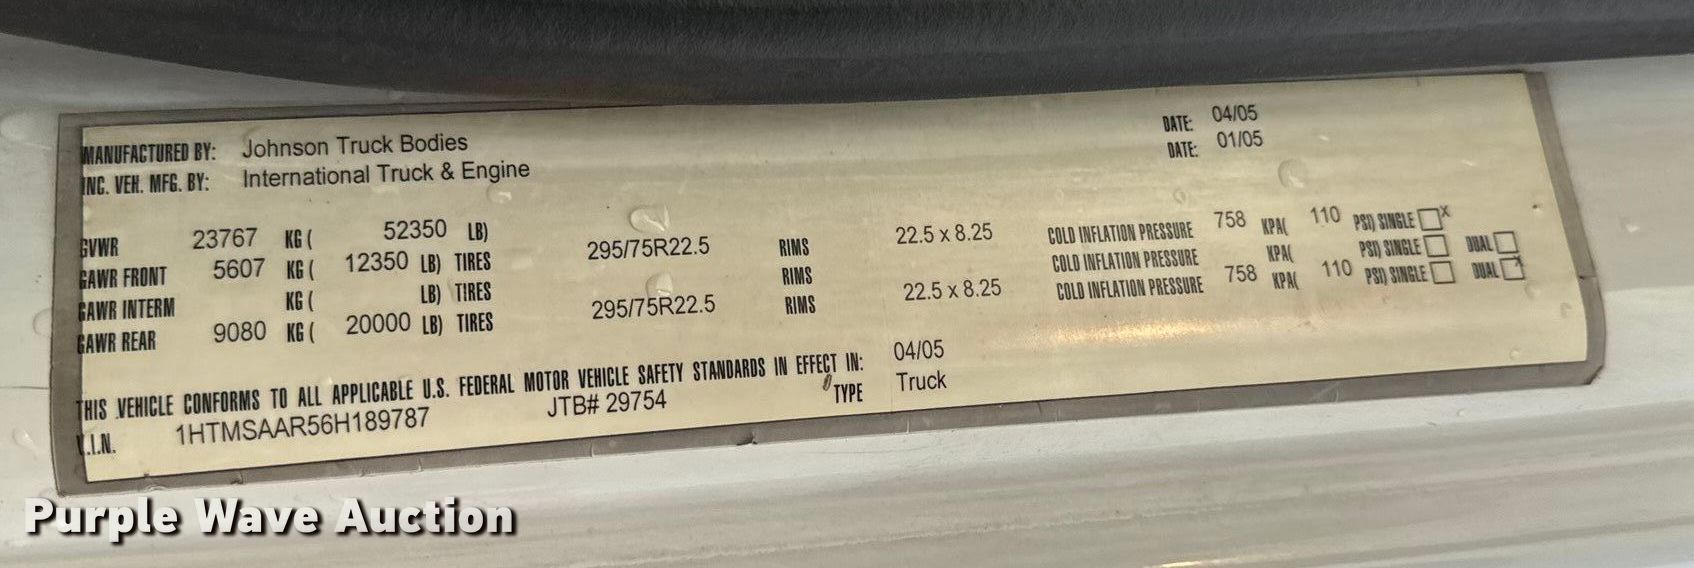 MANUFACTURED BY: Johnson Truck Bodies DATE: 04/05
INC. VEH. MFG. BY: International Truck & Engine DATE: 01/05
GVWR 23767 KG ( 52350 LB)
GAWR FRONT 5607 KG ( 12350 LB) TIRES 295/75R22.5 RIMS 22.5 x 8.25 COLD INFLATION PRESSURE 758 KPA( 110 PSI) SINGLE □ x
GAWR INTERM KG ( LB) TIRES RIMS COLD INFLATION PRESSURE KPA( PSI) SINGLE □ DUAL □
GAWR REAR 9080 KG ( 20000 LB) TIRES 295/75R22.5 RIMS 22.5 x 8.25 COLD INFLATION PRESSURE 758 KPA( 110 PSI) SINGLE □ DUAL □ x
THIS VEHICLE CONFORMS TO ALL APPLICABLE U.S. FEDERAL MOTOR VEHICLE SAFETY STANDARDS IN EFFECT IN: 04/05
V.I.N. 1HTMSAAR56H189787 JTB# 29754 TYPE Truck
Purple Wave Auction